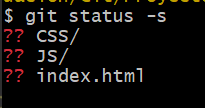 $ git status -s
?? CSS/
?? JS/
?? index.html